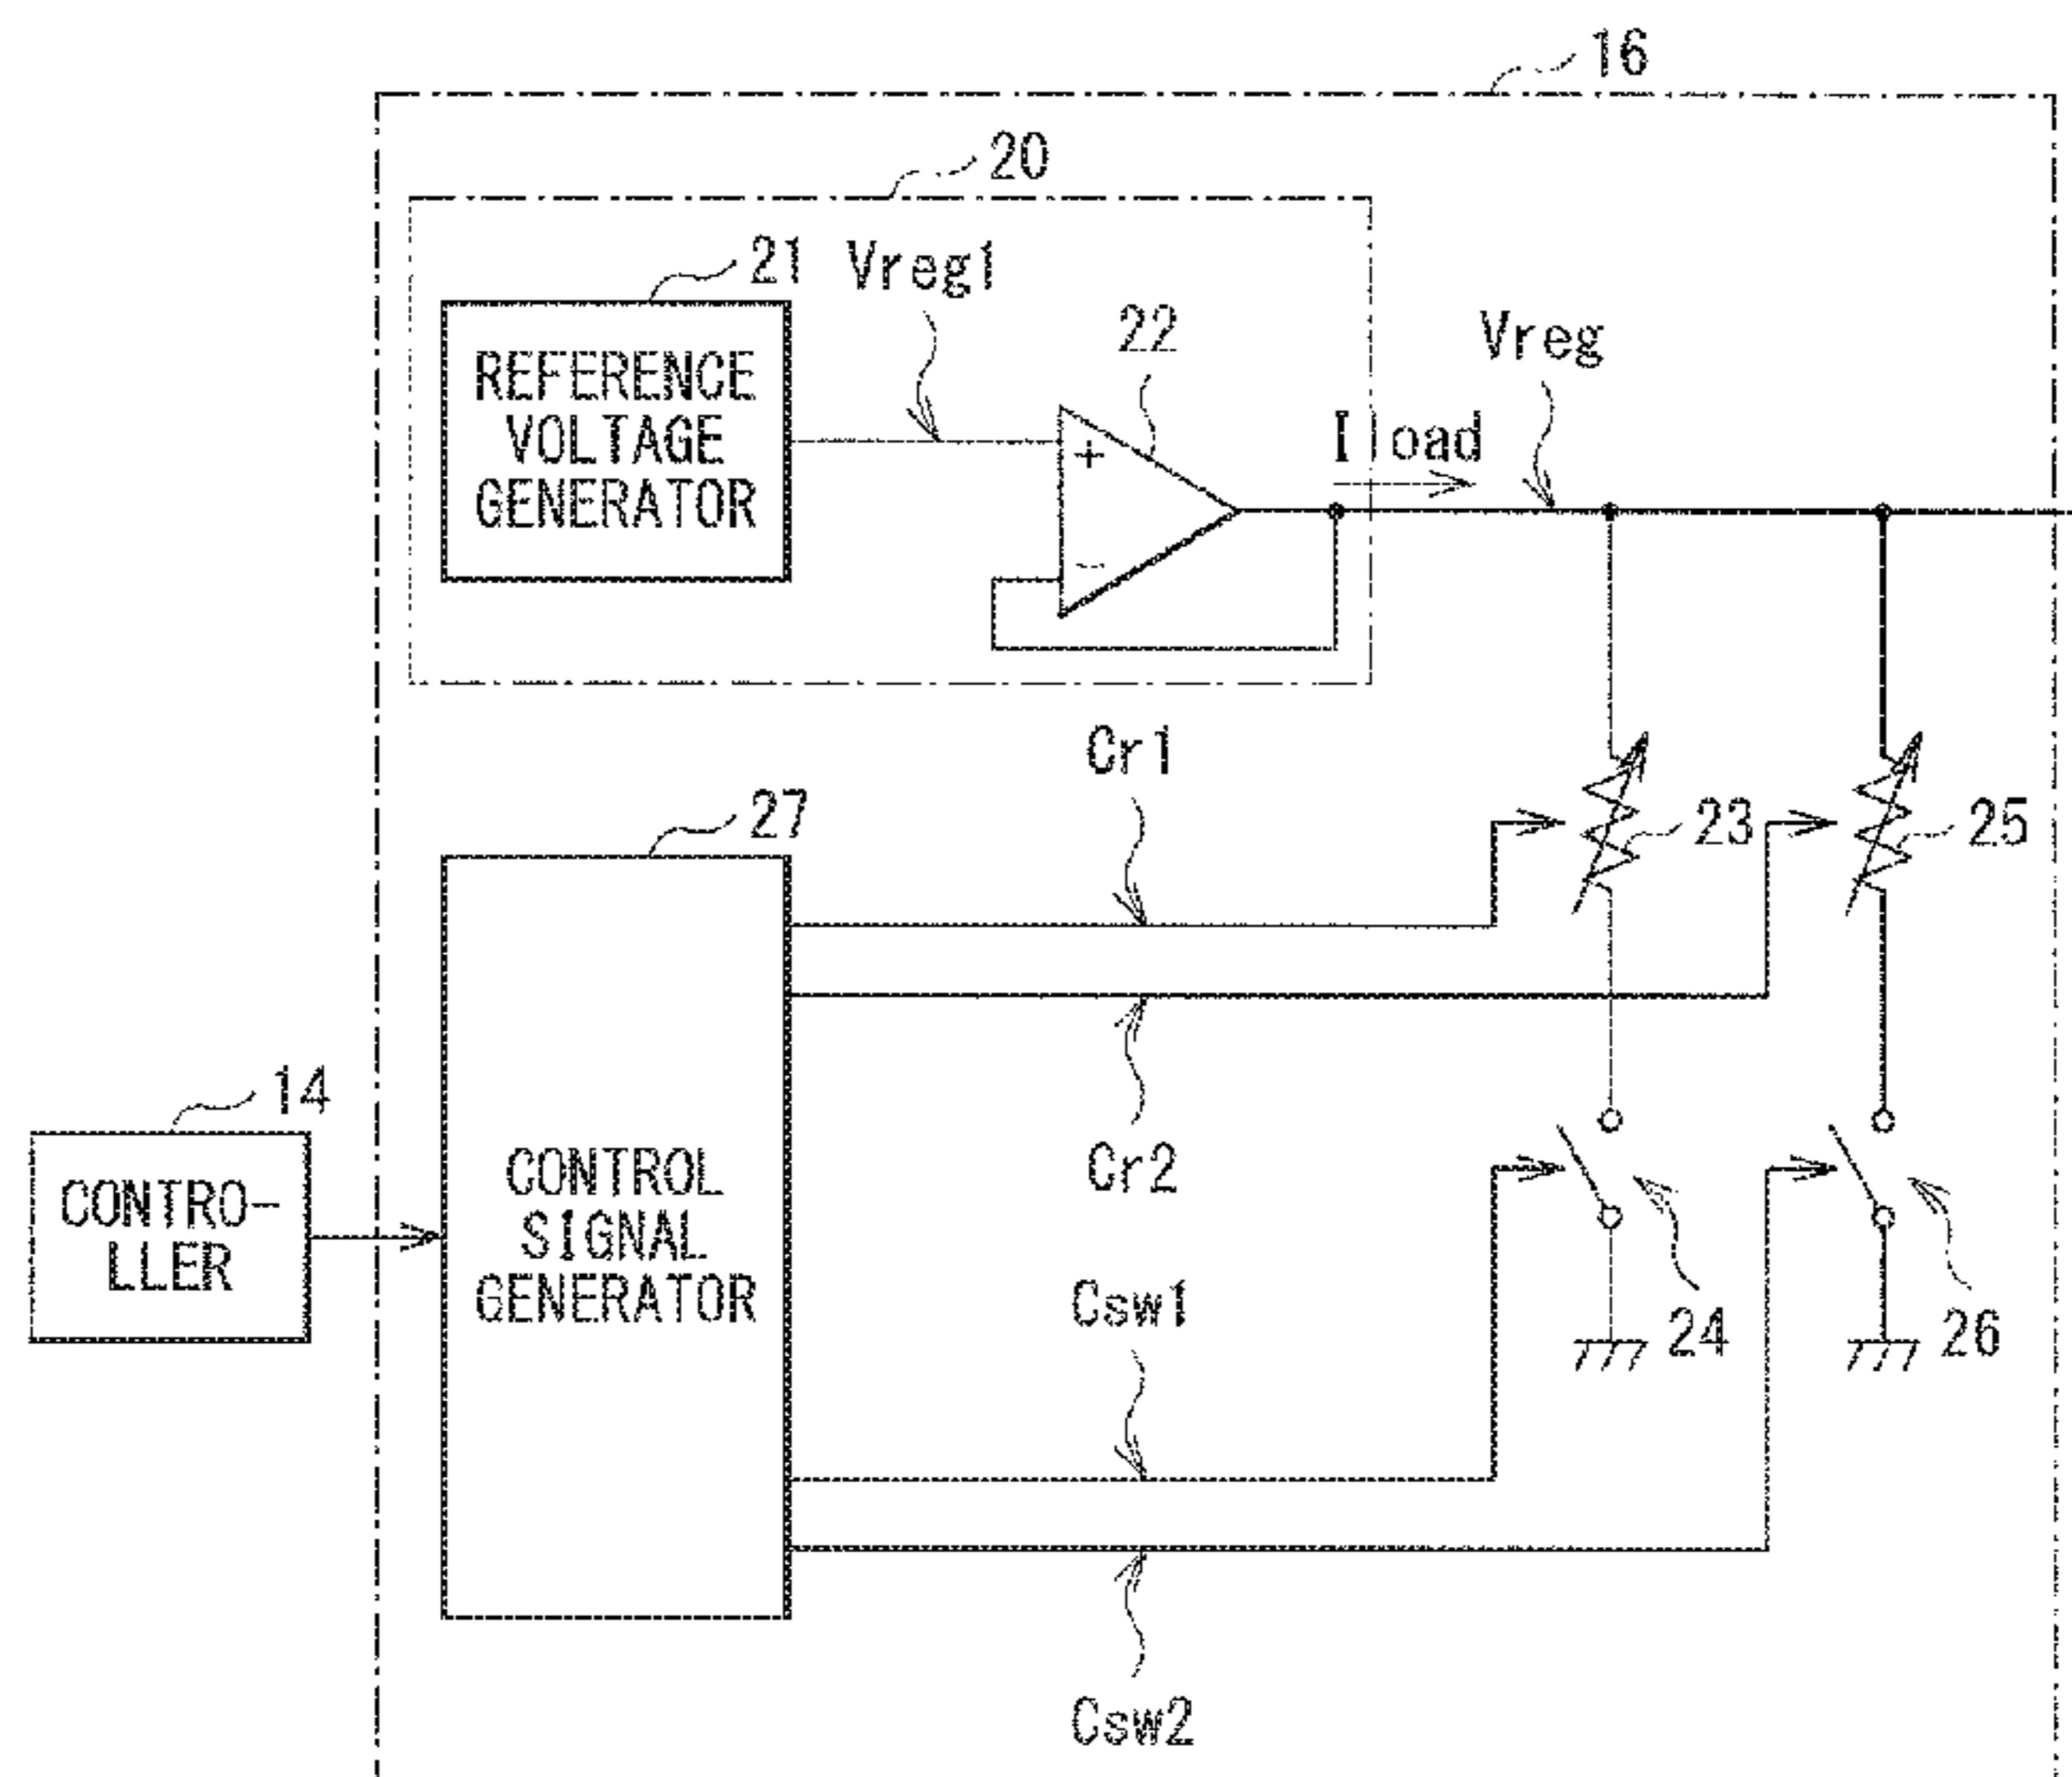 16
20
21
Vreg1
22
Vreg
REFERENCE
VOLTAGE
GENERATOR
+
−
Iload
Cr1
27
23
25
14
CONTRO-
LLER
CONTROL
SIGNAL
GENERATOR
Cr2
Csw1
24
26
Csw2